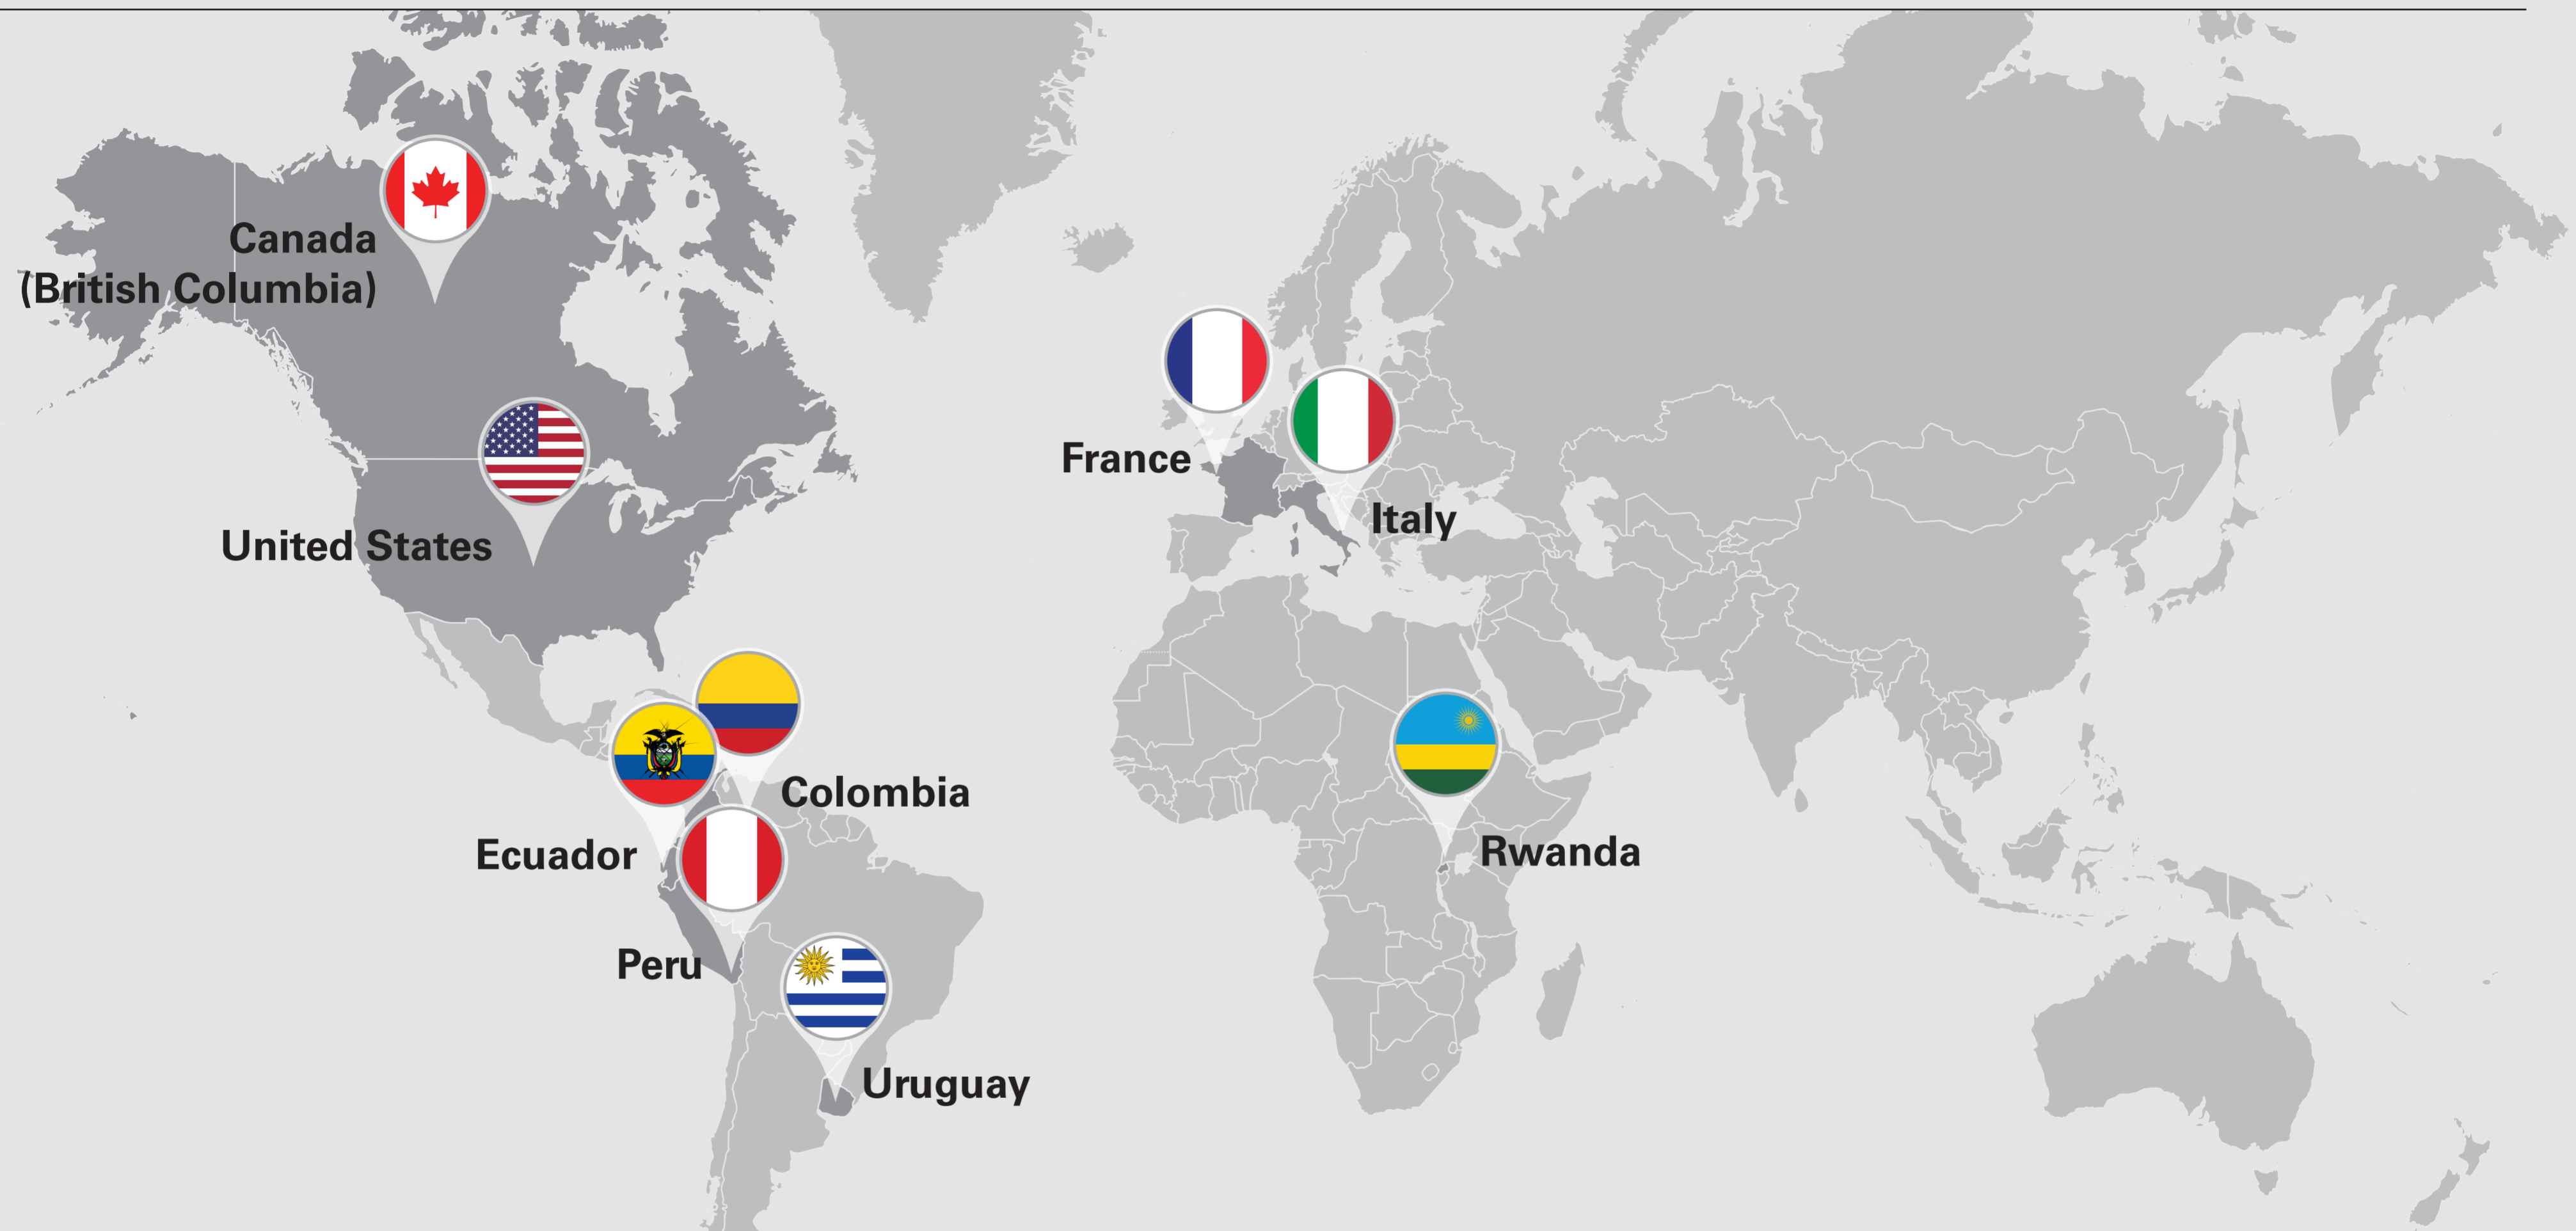 Canada
(British Columbia)
United States
France
Italy
Colombia
Ecuador
Rwanda
Peru
Uruguay